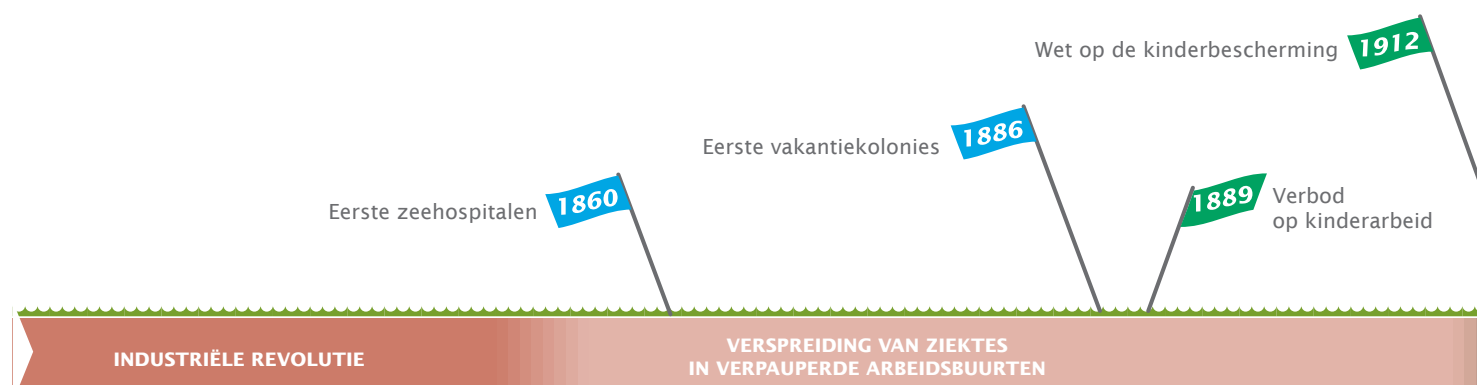 Eerste zeehospitalen
1860
Eerste vakantiekolonies
1886
1889
Verbod
op kinderarbeid
Wet op de kinderbescherming
1912
INDUSTRIËLE REVOLUTIE
VERSPREIDING VAN ZIEKTES
IN VERPAUPERDE ARBEIDSBUURTEN